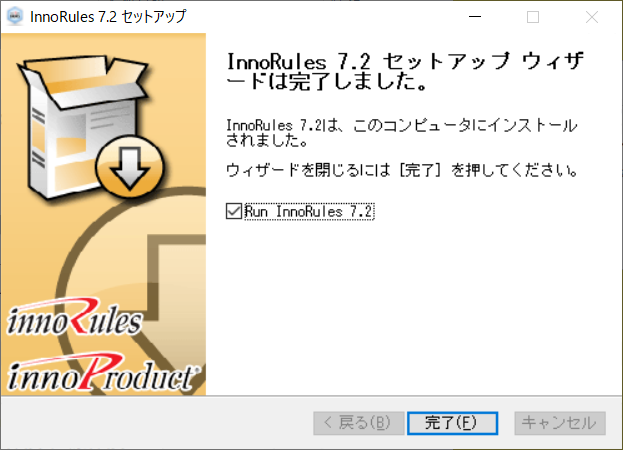 InnoRules 7.2 セットアップ
InnoRules 7.2 セットアップ ウィザ
ードは完了しました。
InnoRules 7.2は、このコンピュータにインストール
されました。
ウィザードを閉じるには [完了] を押してください。
Run InnoRules 7.2
innoRules
innoProduct®
< 戻る(B)
完了(F)
キャンセル